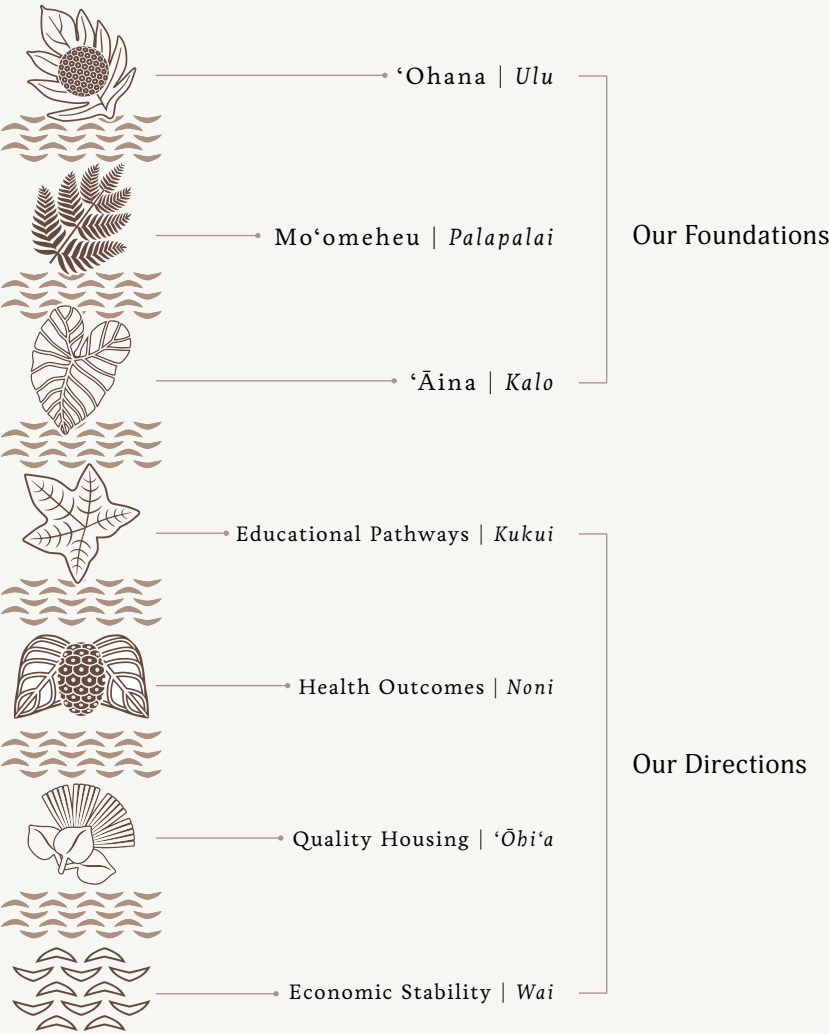 ʻOhana | Ulu
Moʻomeheu | Palapalai
Our Foundations
ʻĀina | Kalo
Educational Pathways | Kukui
Health Outcomes | Noni
Our Directions
Quality Housing | ʻŌhiʻa
Economic Stability | Wai